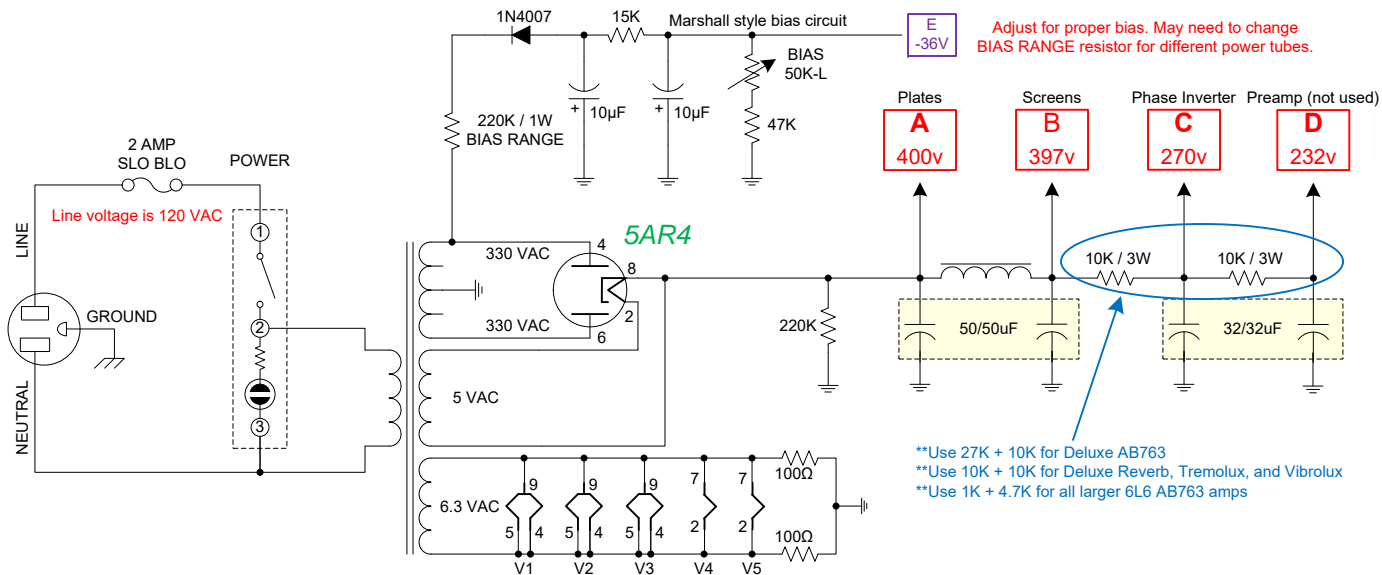 1N4007
15K
Marshall style bias circuit
E
-36V
Adjust for proper bias. May need to change
BIAS RANGE resistor for different power tubes.
BIAS
50K-L
+
10µF
+
10µF
47K
220K / 1W
BIAS RANGE
Plates
A
400v
Screens
B
397v
Phase Inverter
C
270v
Preamp (not used)
D
232v
2 AMP
SLO BLO
POWER
Line voltage is 120 VAC
LINE
1
GROUND
2
NEUTRAL
3
330 VAC
4
5AR4
8
2
330 VAC
6
220K
10K / 3W
10K / 3W
50/50uF
32/32uF
5 VAC
**Use 27K + 10K for Deluxe AB763
**Use 10K + 10K for Deluxe Reverb, Tremolux, and Vibrolux
**Use 1K + 4.7K for all larger 6L6 AB763 amps
6.3 VAC
9
9
9
7
7
100Ω
5
4
5
4
5
4
2
2
100Ω
V1
V2
V3
V4
V5